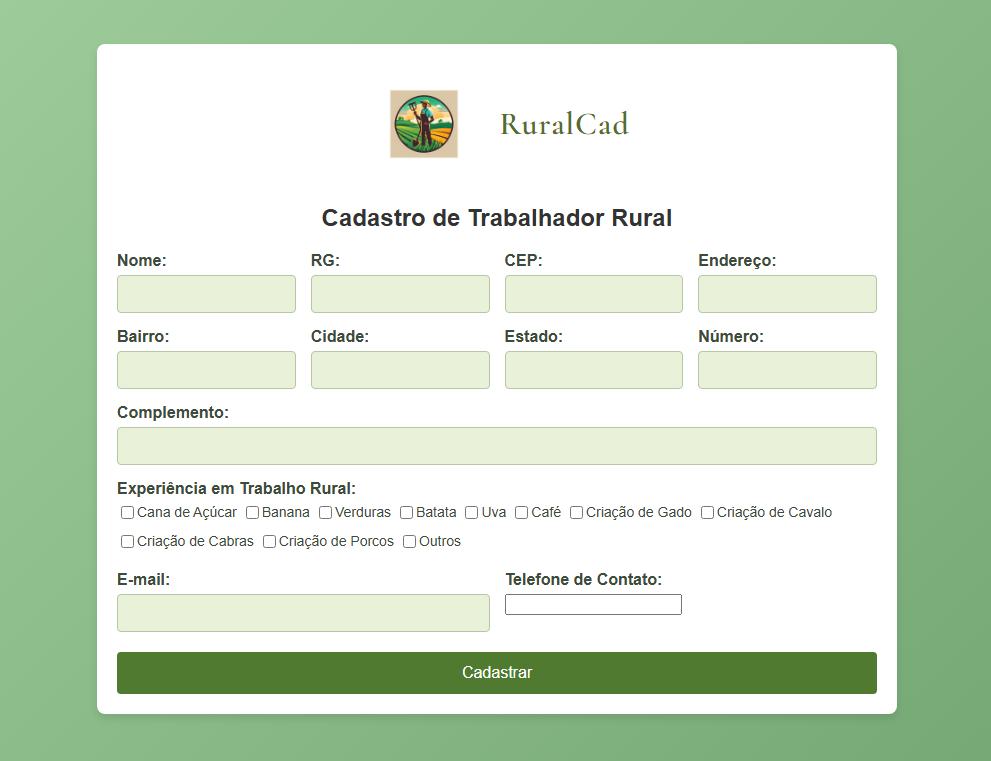 RuralCad
Cadastro de Trabalhador Rural
Nome: RG: CEP: Endereço:
Bairro: Cidade: Estado: Número:
Complemento:
Experiência em Trabalho Rural:
Cana de Açúcar Banana Verduras Batata Uva Café Criação de Gado Criação de Cavalo
Criação de Cabras Criação de Porcos Outros
E-mail: Telefone de Contato:
Cadastrar